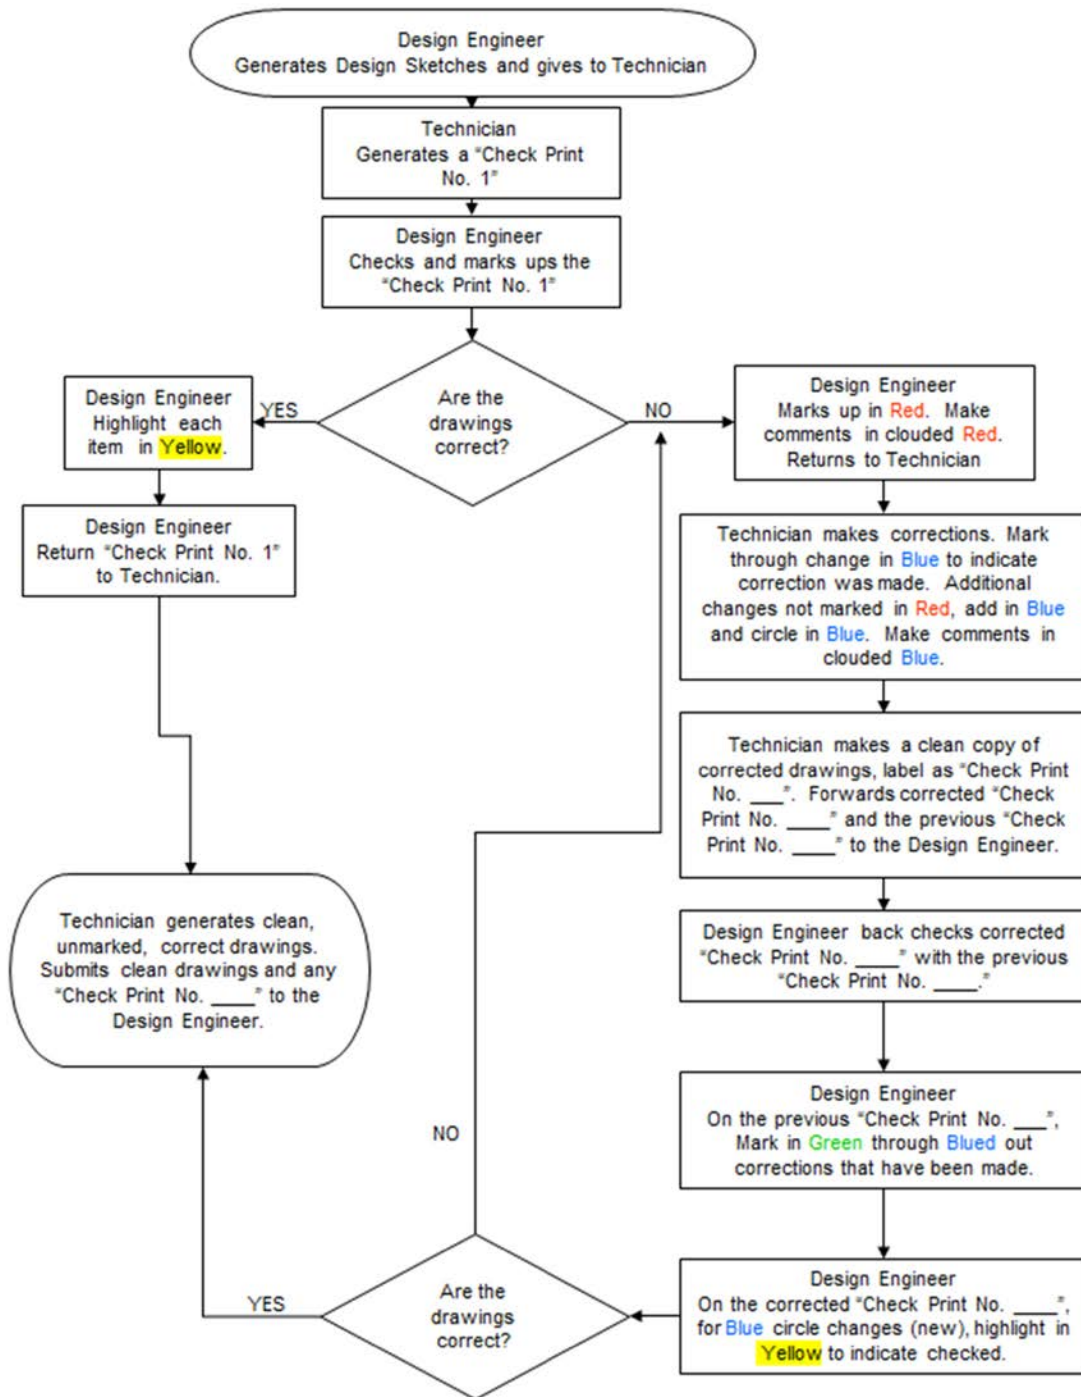 Design Engineer
Generates Design Sketches and gives to Technician
Technician
Generates a “Check Print
No. 1”
Design Engineer
Checks and marks ups the
“Check Print No. 1”
Are the
drawings
correct?
YES
Design Engineer
Highlight each
item in Yellow.
Design Engineer
Return “Check Print No. 1”
to Technician.
NO
Design Engineer
Marks up in Red. Make
comments in clouded Red.
Returns to Technician
Technician makes corrections. Mark
through change in Blue to indicate
correction was made. Additional
changes not marked in Red, add in Blue
and circle in Blue. Make comments in
clouded Blue.
Technician makes a clean copy of
corrected drawings, label as “Check Print
No. ___”. Forwards corrected “Check
Print No. ____” and the previous “Check
Print No. ____” to the Design Engineer.
Design Engineer back checks corrected
“Check Print No. ____” with the previous
“Check Print No. ____.”
Design Engineer
On the previous “Check Print No. ___”,
Mark in Green through Blued out
corrections that have been made.
Design Engineer
On the corrected “Check Print No. ____”,
for Blue circle changes (new), highlight in
Yellow to indicate checked.
Are the
drawings
correct?
NO
YES
Technician generates clean,
unmarked, correct drawings.
Submits clean drawings and any
“Check Print No. ____” to the
Design Engineer.